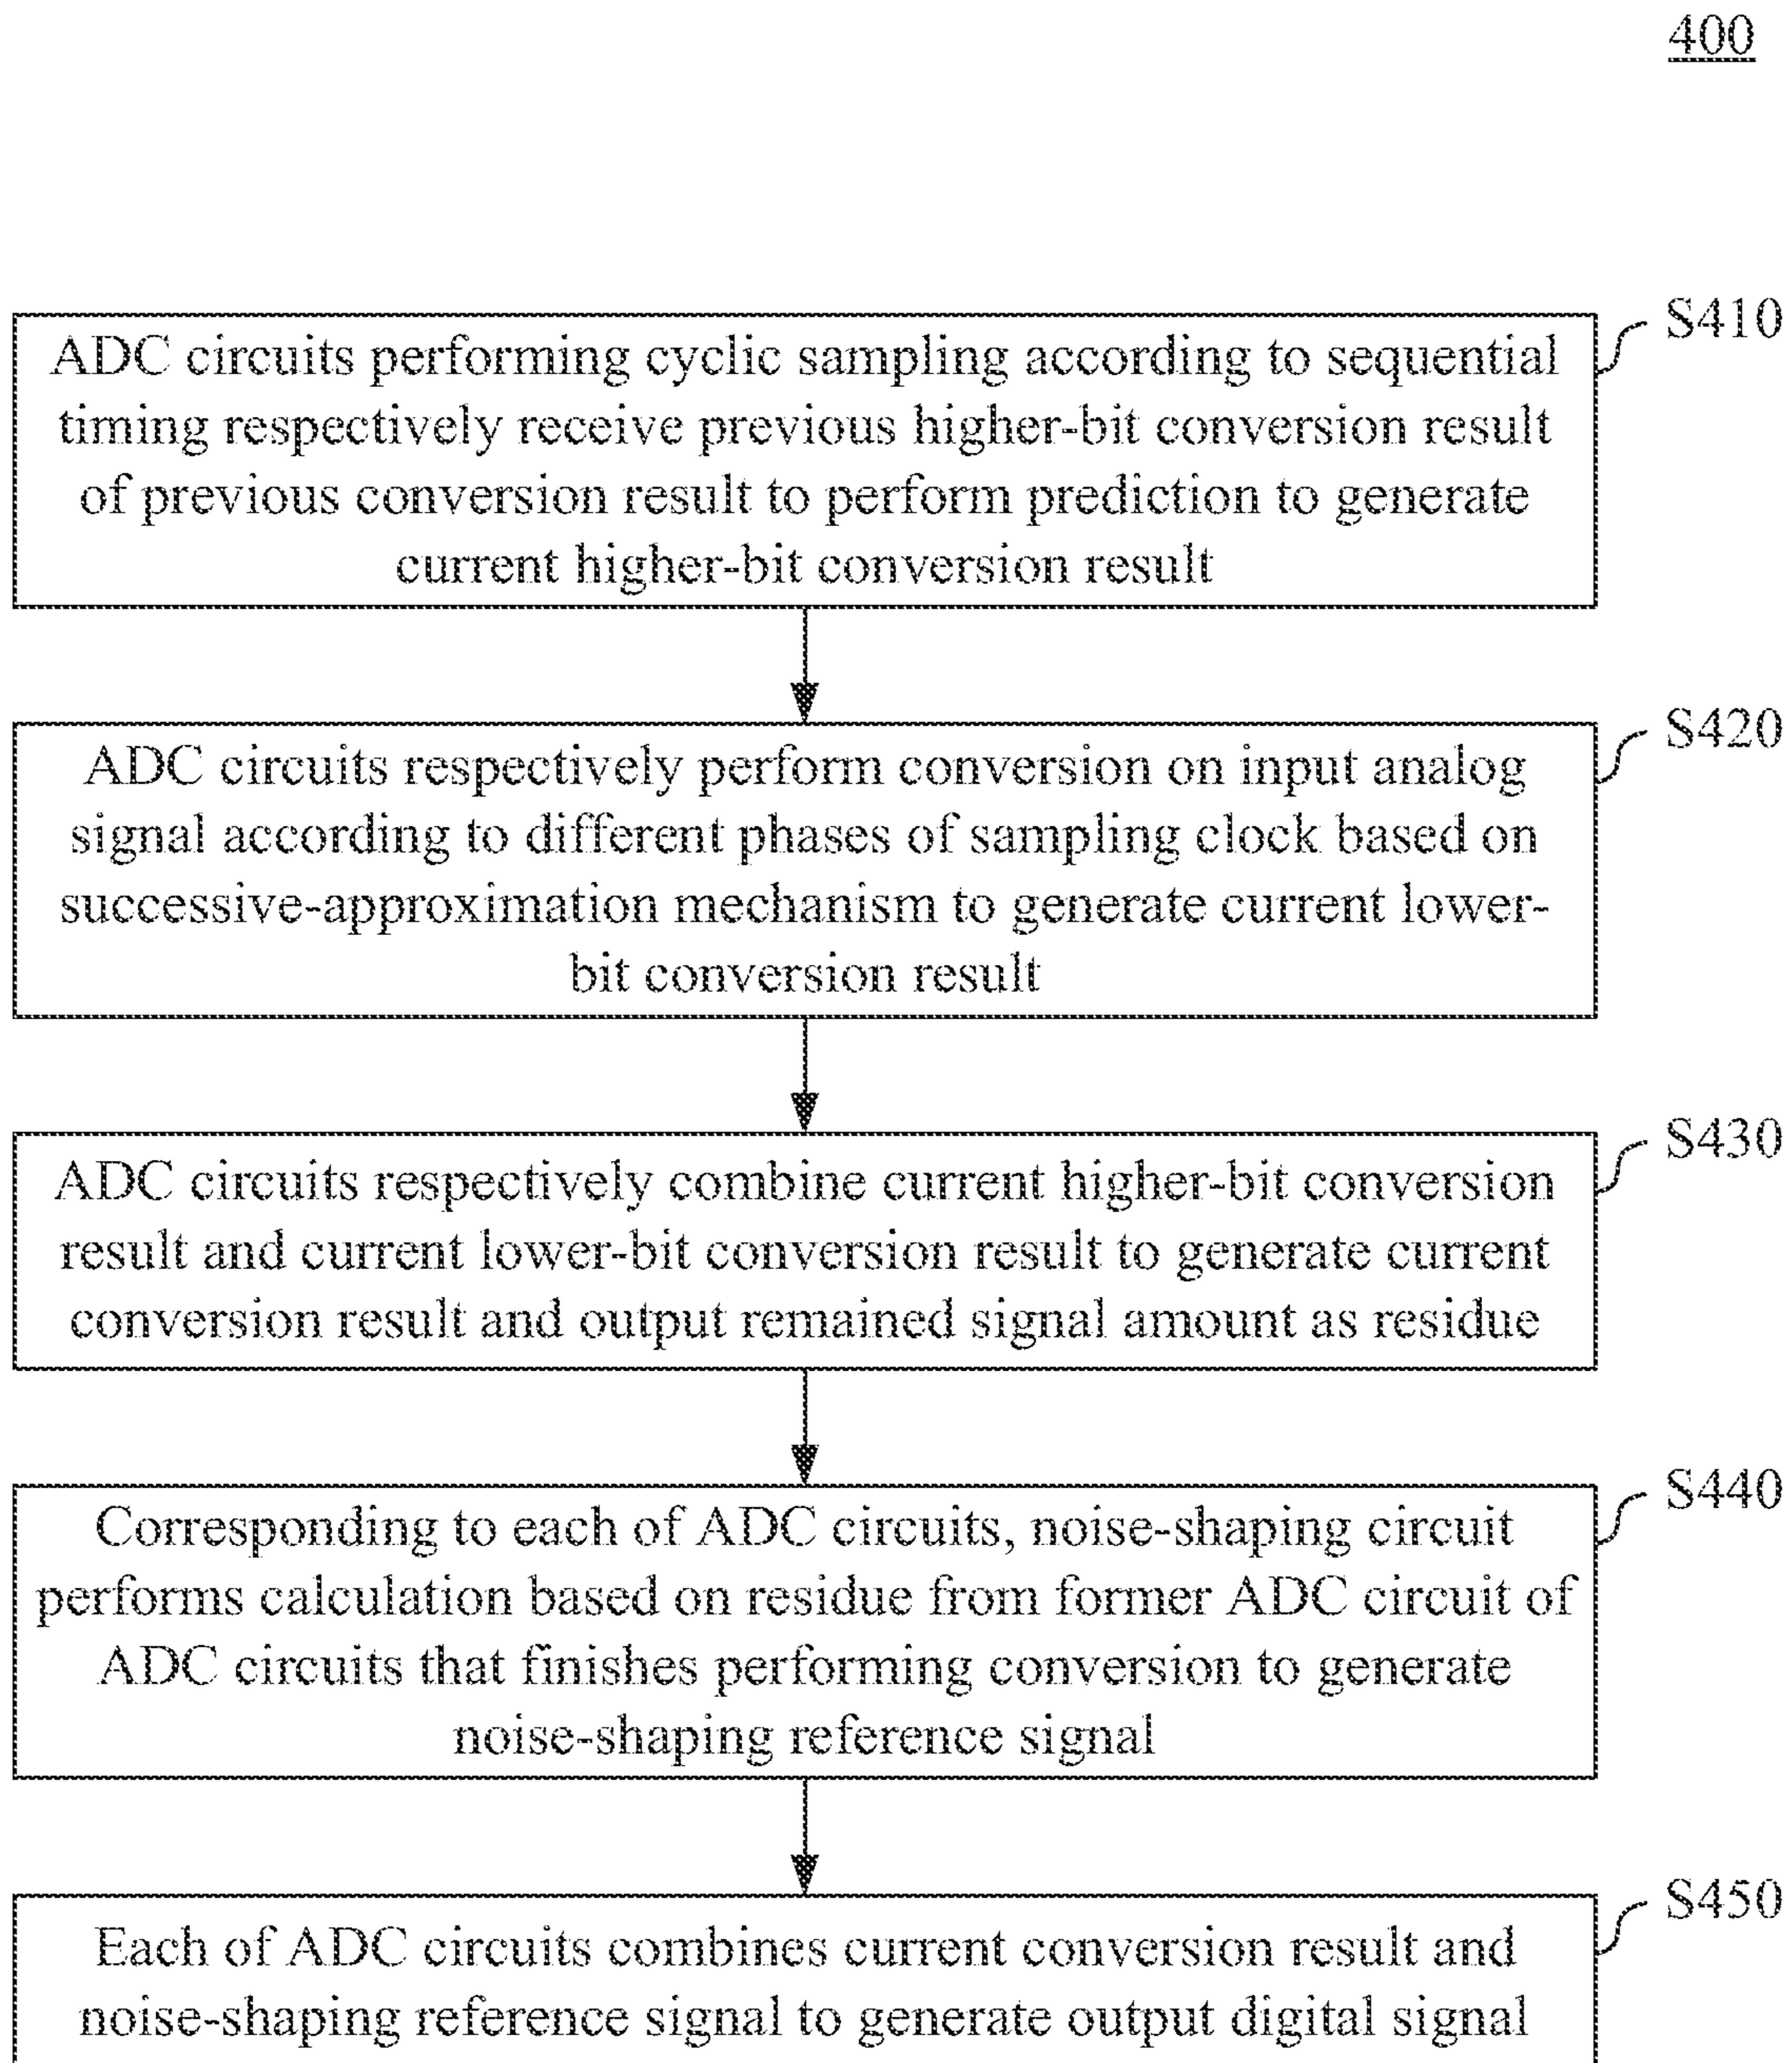 400
S410
ADC circuits performing cyclic sampling according to sequential
timing respectively receive previous higher-bit conversion result
of previous conversion result to perform prediction to generate
current higher-bit conversion result
S420
ADC circuits respectively perform conversion on input analog
signal according to different phases of sampling clock based on
successive-approximation mechanism to generate current lower-
bit conversion result
S430
ADC circuits respectively combine current higher-bit conversion
result and current lower-bit conversion result to generate current
conversion result and output remained signal amount as residue
S440
Corresponding to each of ADC circuits, noise-shaping circuit
performs calculation based on residue from former ADC circuit of
ADC circuits that finishes performing conversion to generate
noise-shaping reference signal
S450
Each of ADC circuits combines current conversion result and
noise-shaping reference signal to generate output digital signal